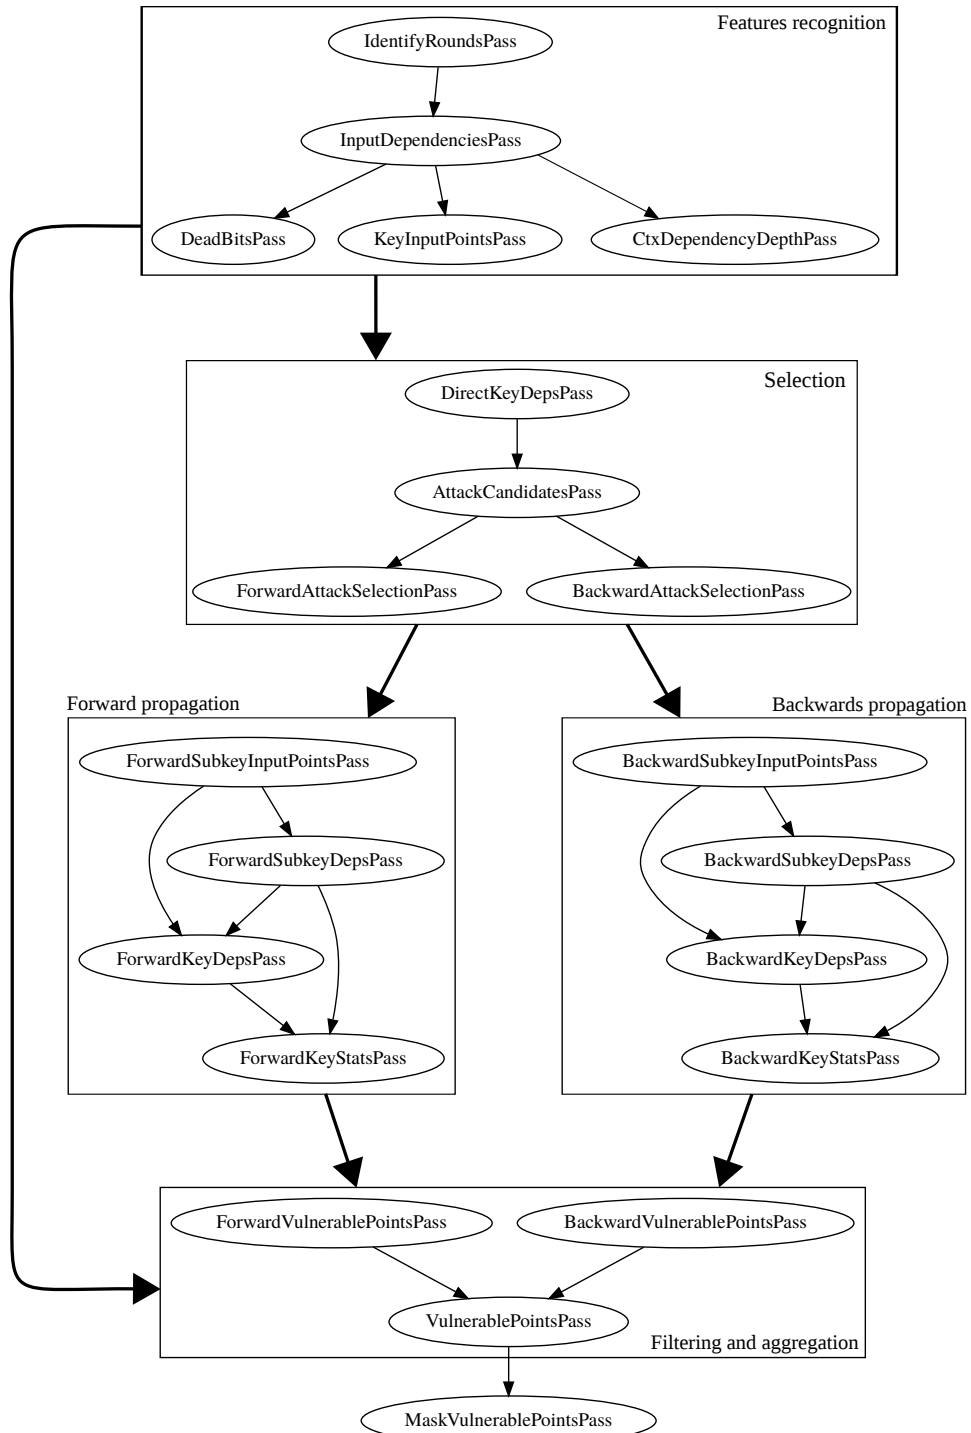 Features recognition
IdentifyRoundsPass
InputDependenciesPass
DeadBitsPass
KeyInputPointsPass
CtxDependencyDepthPass
Selection
DirectKeyDepsPass
AttackCandidatesPass
ForwardAttackSelectionPass
BackwardAttackSelectionPass
Forward propagation
ForwardSubkeyInputPointsPass
ForwardSubkeyDepsPass
ForwardKeyDepsPass
ForwardKeyStatsPass
Backwards propagation
BackwardSubkeyInputPointsPass
BackwardSubkeyDepsPass
BackwardKeyDepsPass
BackwardKeyStatsPass
ForwardVulnerablePointsPass
BackwardVulnerablePointsPass
VulnerablePointsPass
Filtering and aggregation
MaskVulnerablePointsPass